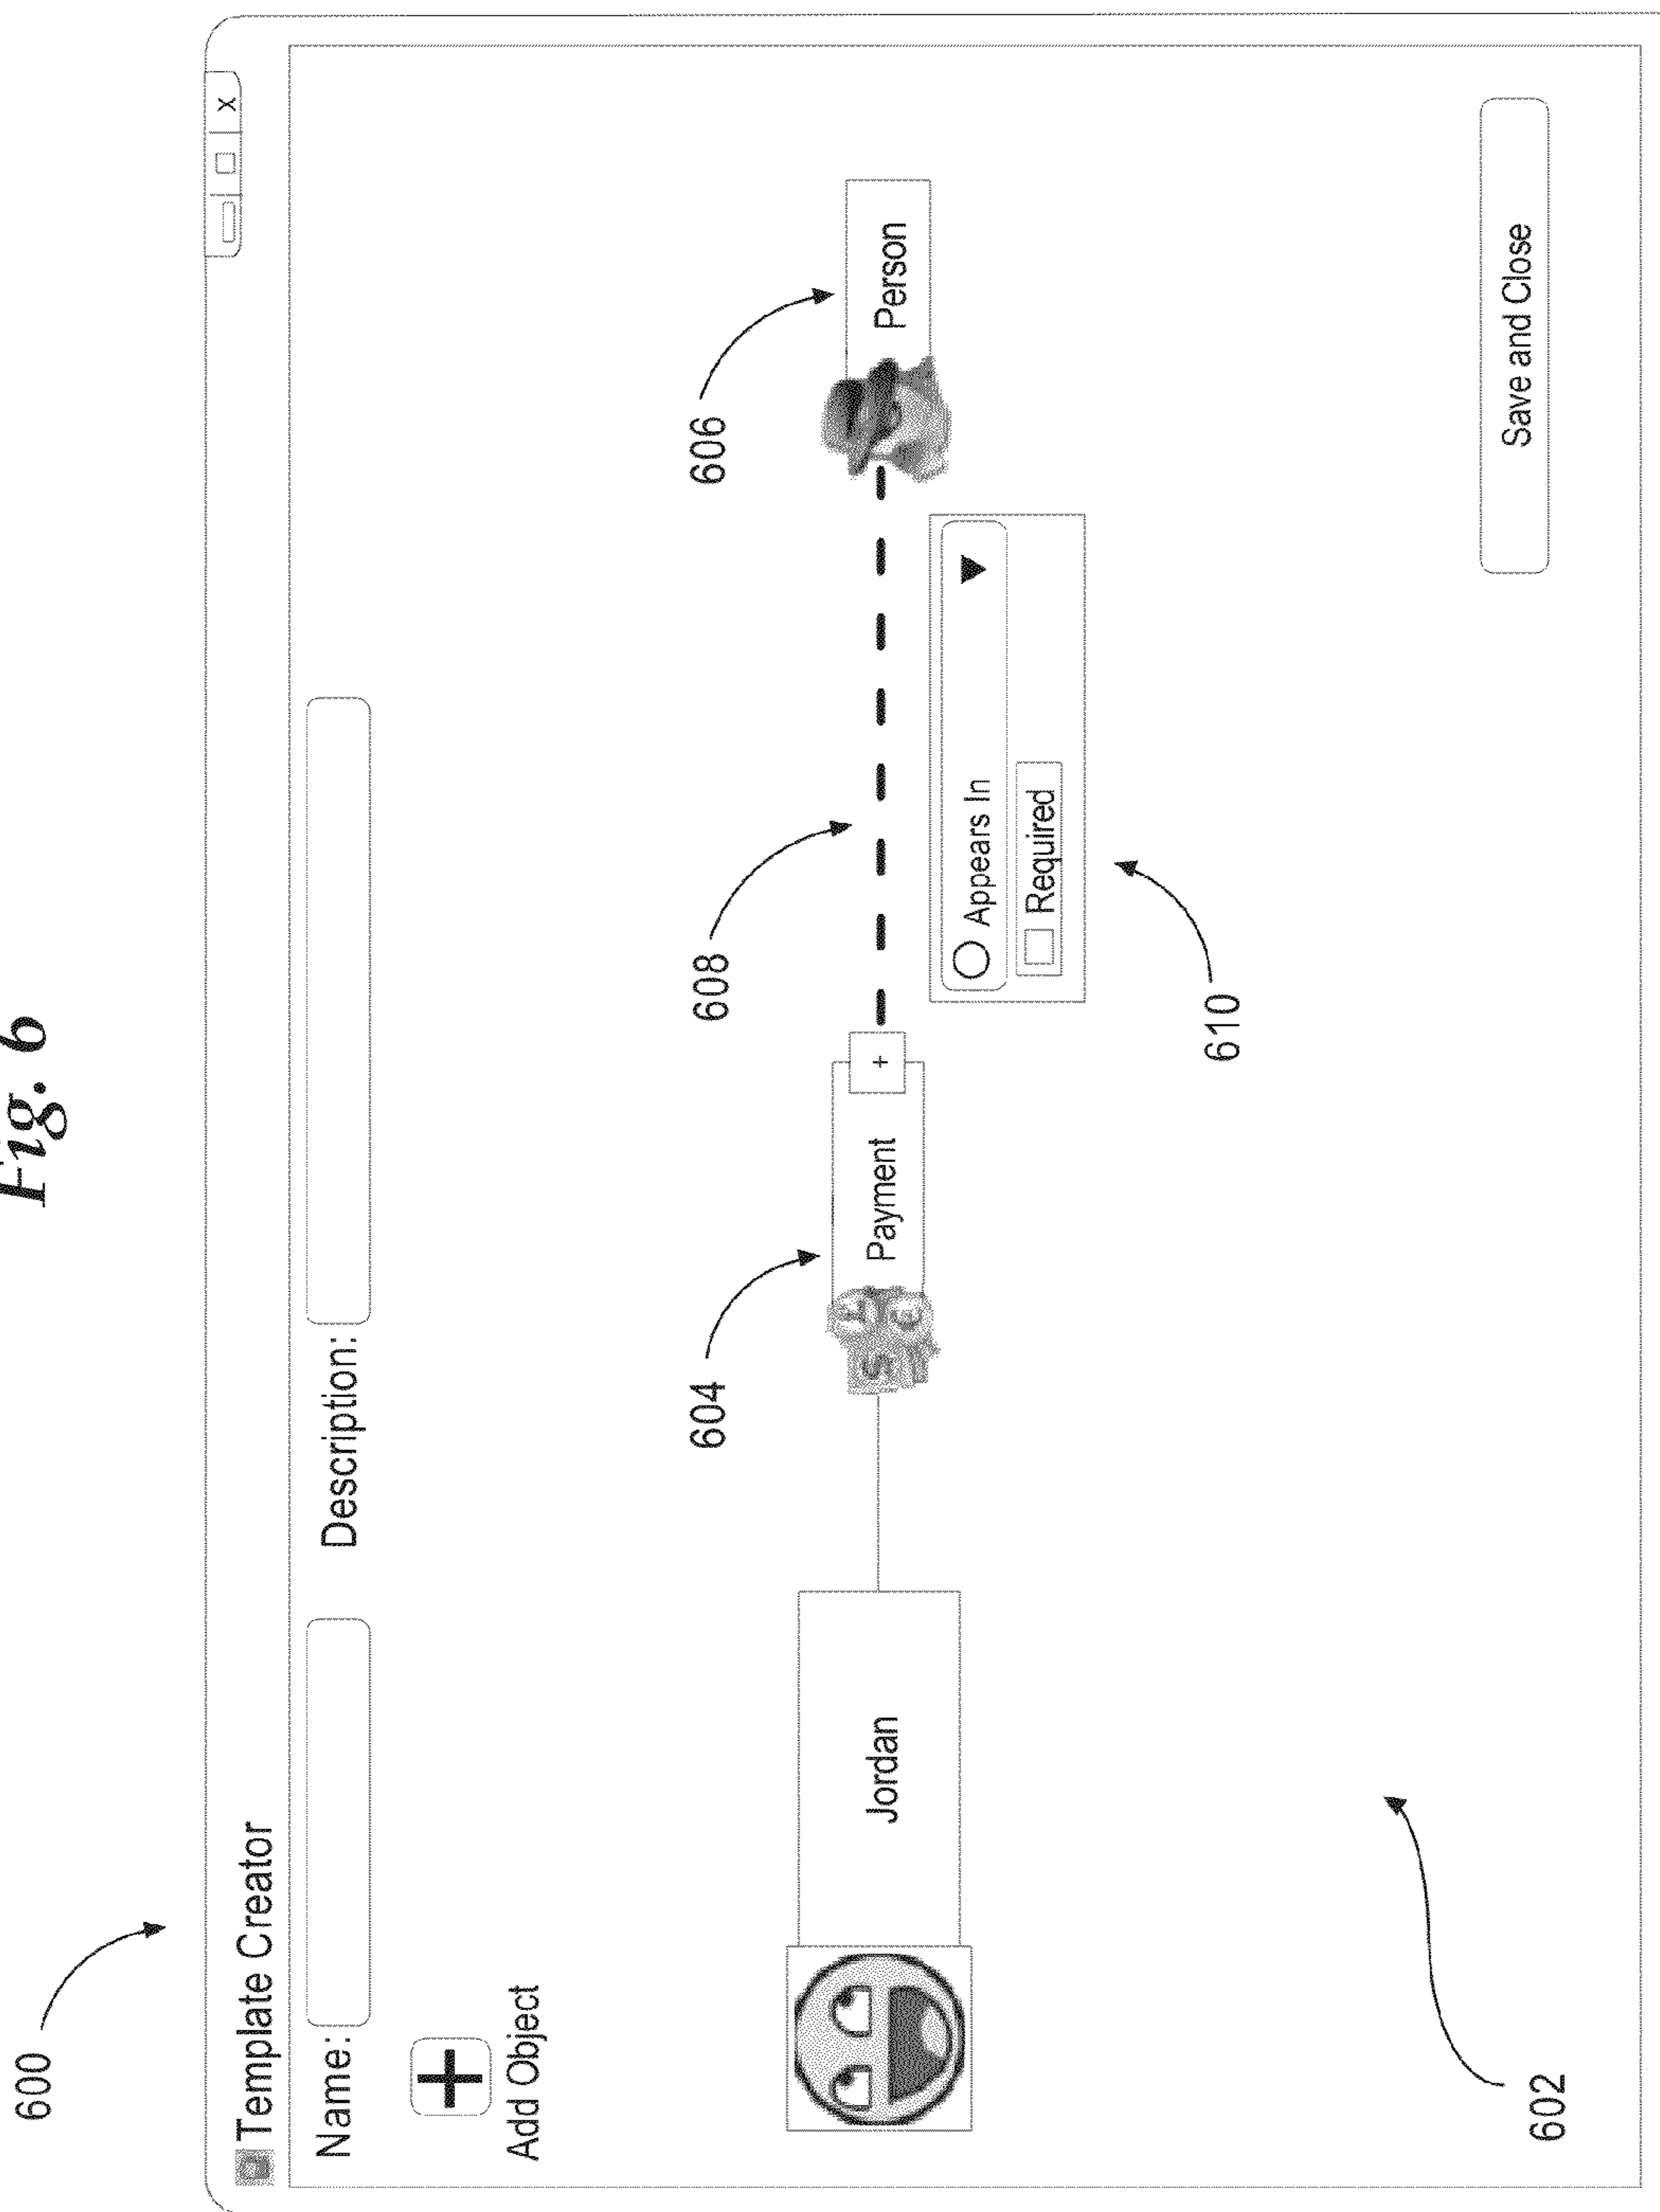 Fig. 6
600
Template Creator
X
Name:
Description:
+
Add Object
604
608
606
Jordan
S
Payment
+
Person
Appears In
Required
610
602
Save and Close